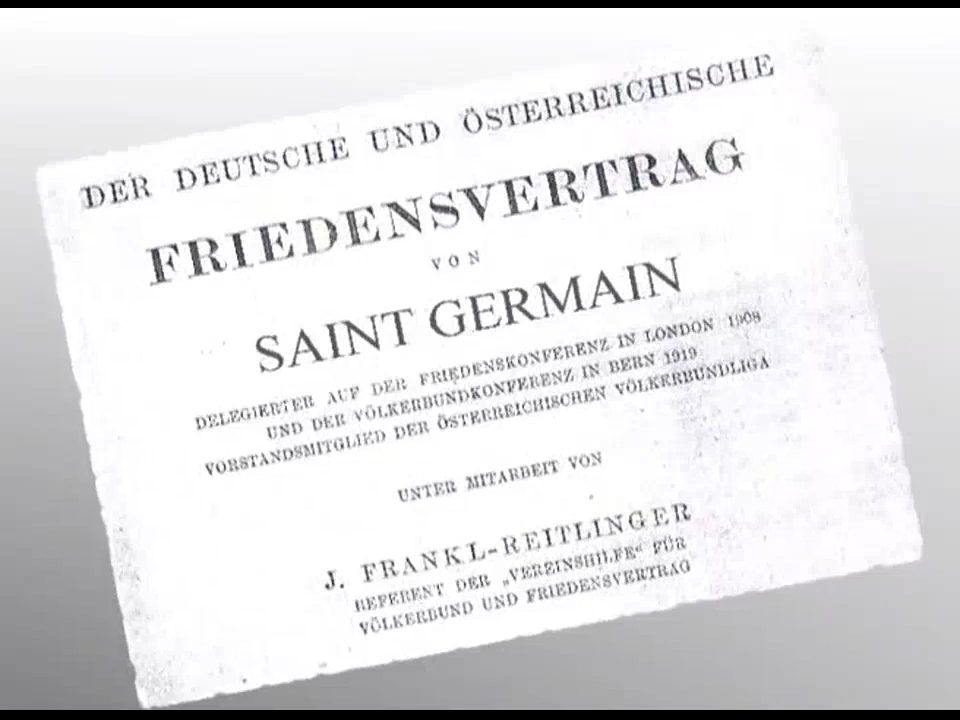 DER DEUTSCHE UND ÖSTERREICHISCHE
FRIEDENSVERTRAG
VON
SAINT GERMAIN
DELEGIERTER AUF DER FRIEDENSKONFERENZ IN LONDON 1908
UND DER VÖLKERBUNDKONFERENZ IN BERN 1919
VORSTANDSMITGLIED DER ÖSTERREICHISCHEN VÖLKERBUNDLIGA
UNTER MITARBEIT VON
J. FRANKL-REITLINGER
REFERENT DER „VEREINSHILFE“ FÜR
VÖLKERBUND UND FRIEDENSVERTRAG